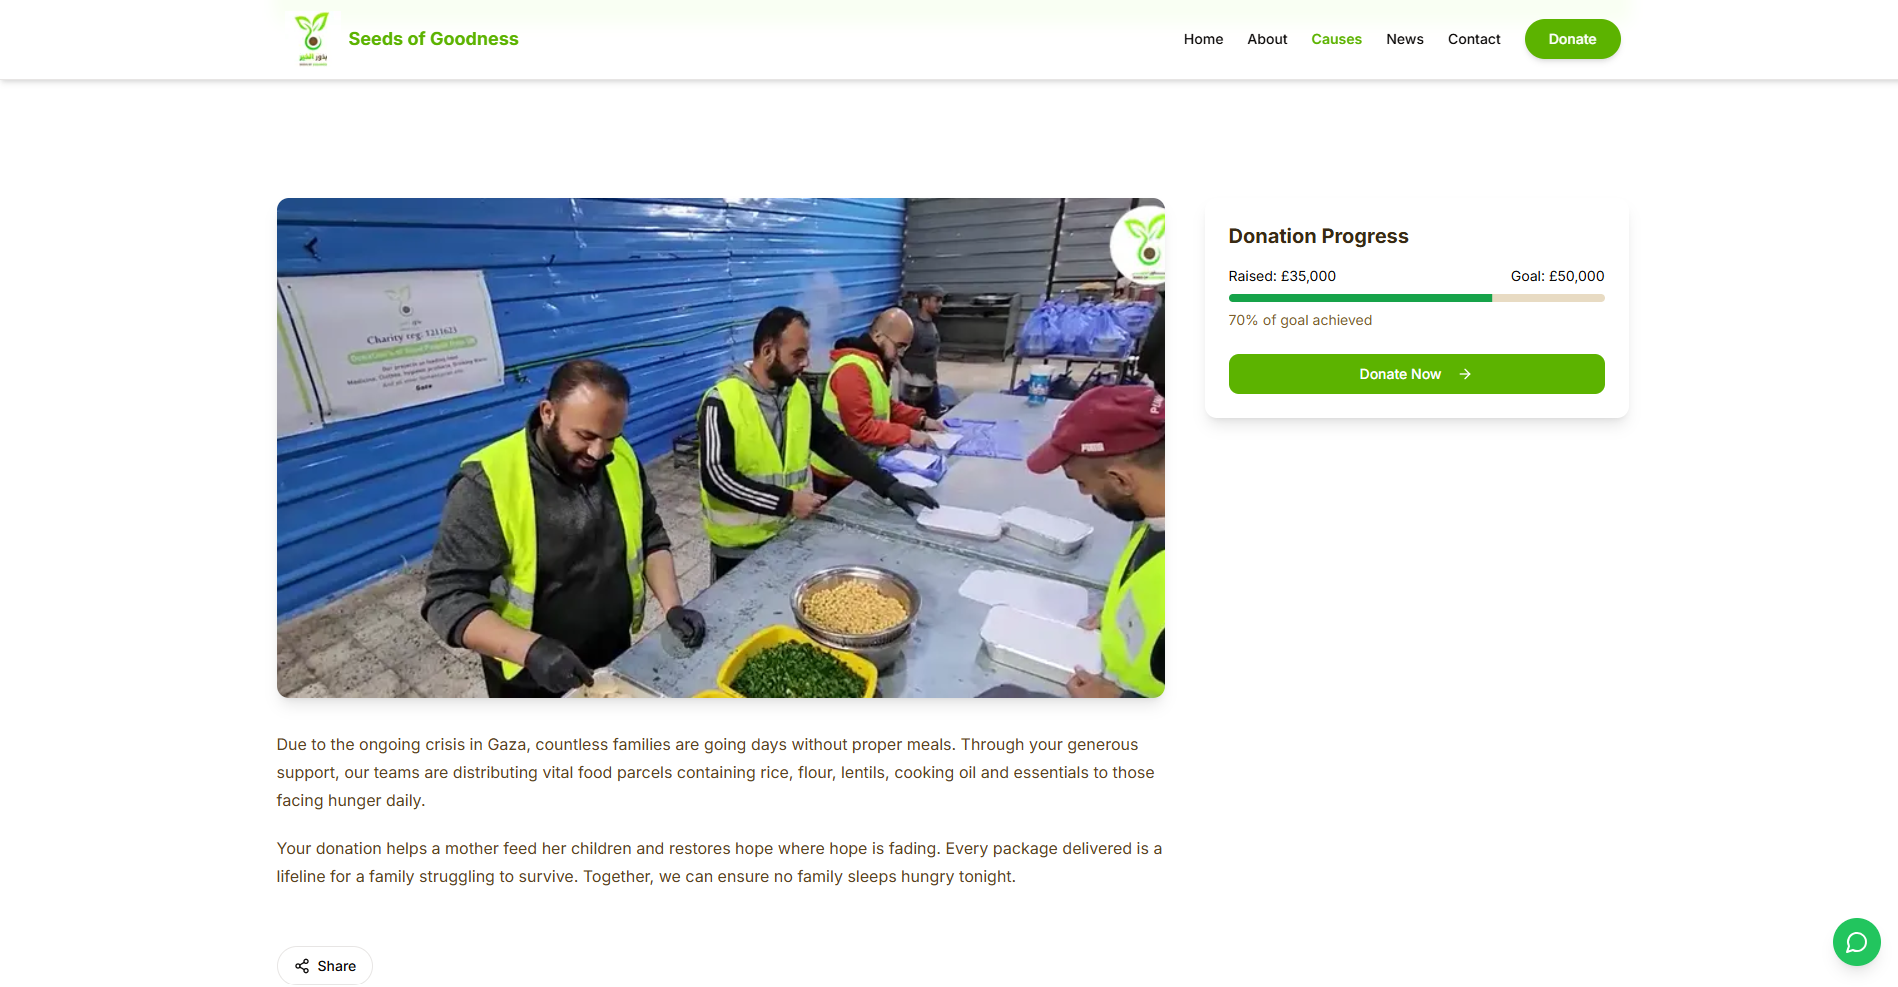 بذور الخير
Seeds of Goodness
Home
About
Causes
News
Contact
Donate
Charity reg: 1211623
Gaza
Donation Progress
Raised: £35,000
Goal: £50,000
70% of goal achieved
Donate Now
Due to the ongoing crisis in Gaza, countless families are going days without proper meals. Through your generous
support, our teams are distributing vital food parcels containing rice, flour, lentils, cooking oil and essentials to those
facing hunger daily.
Your donation helps a mother feed her children and restores hope where hope is fading. Every package delivered is a
lifeline for a family struggling to survive. Together, we can ensure no family sleeps hungry tonight.
Share